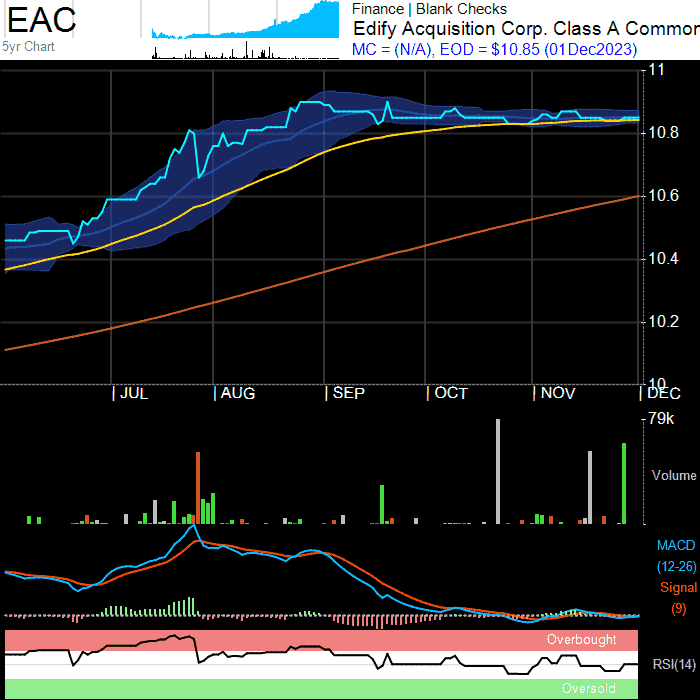 EAC
5yr Chart
Finance | Blank Checks
Edify Acquisition Corp. Class A Common
MC = (N/A), EOD = $10.85 (01Dec2023)
11
10.8
10.6
10.4
10.2
10
JUL
AUG
SEP
OCT
NOV
DEC
79k
Volume
MACD
(12-26)
Signal
(9)
Overbought
RSI(14)
Oversold